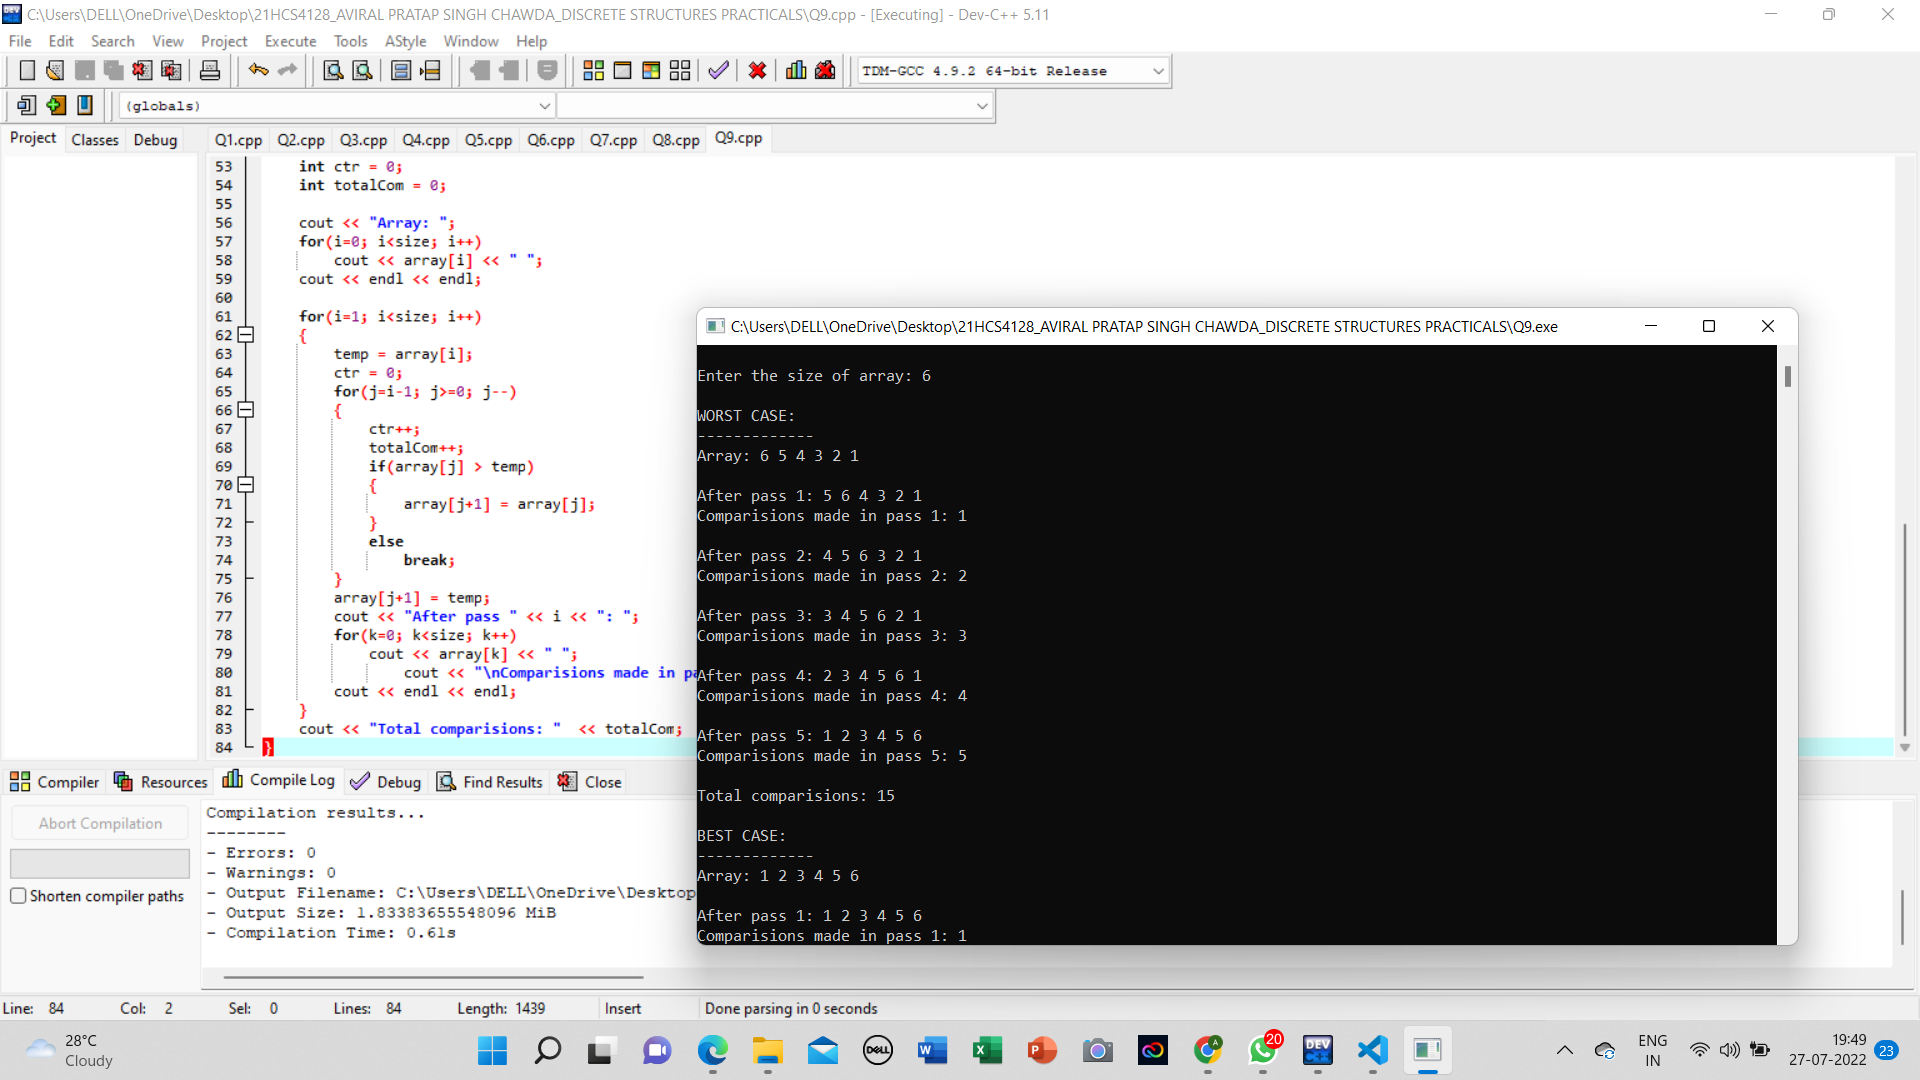 C:\Users\DELL\OneDrive\Desktop\21HCS4128_AVIRAL PRATAP SINGH CHAWDA_DISCRETE STRUCTURES PRACTICALS\Q9.cpp - [Executing] - Dev-C++ 5.11
File Edit Search View Project Execute Tools AStyle Window Help
TDM-GCC 4.9.2 64-bit Release
(globals)
Project Classes Debug Q1.cpp Q2.cpp Q3.cpp Q4.cpp Q5.cpp Q6.cpp Q7.cpp Q8.cpp Q9.cpp
53 int ctr = 0;
54 int totalCom = 0;
55
56 cout << "Array: ";
57 for(i=0; i<size; i++)
58 cout << array[i] << " ";
59 cout << endl << endl;
60
61 for(i=1; i<size; i++)
62 {
63 temp = array[i];
64 ctr = 0;
65 for(j=i-1; j>=0; j--)
66 {
67 ctr++;
68 totalCom++;
69 if(array[j] > temp)
70 {
71 array[j+1] = array[j];
72 }
73 else
74 break;
75 }
76 array[j+1] = temp;
77 cout << "After pass " << i << ": ";
78 for(k=0; k<size; k++)
79 cout << array[k] << " ";
80 cout << "\nComparisions made in pa
81 cout << endl << endl;
82 }
83 cout << "Total comparisions: " << totalCom;
84 }
C:\Users\DELL\OneDrive\Desktop\21HCS4128_AVIRAL PRATAP SINGH CHAWDA_DISCRETE STRUCTURES PRACTICALS\Q9.exe
Enter the size of array: 6
WORST CASE:
-------------
Array: 6 5 4 3 2 1
After pass 1: 5 6 4 3 2 1
Comparisions made in pass 1: 1
After pass 2: 4 5 6 3 2 1
Comparisions made in pass 2: 2
After pass 3: 3 4 5 6 2 1
Comparisions made in pass 3: 3
After pass 4: 2 3 4 5 6 1
Comparisions made in pass 4: 4
After pass 5: 1 2 3 4 5 6
Comparisions made in pass 5: 5
Total comparisions: 15
BEST CASE:
-------------
Array: 1 2 3 4 5 6
After pass 1: 1 2 3 4 5 6
Comparisions made in pass 1: 1
Compiler Resources Compile Log Debug Find Results Close
Abort Compilation
Shorten compiler paths
Compilation results...
--------
- Errors: 0
- Warnings: 0
- Output Filename: C:\Users\DELL\OneDrive\Desktop
- Output Size: 1.83383655548096 MiB
- Compilation Time: 0.61s
Line: 84 Col: 2 Sel: 0 Lines: 84 Length: 1439 Insert Done parsing in 0 seconds
28°C
Cloudy
DELL
20
DEV
A
ENG
IN
19:49
27-07-2022
23